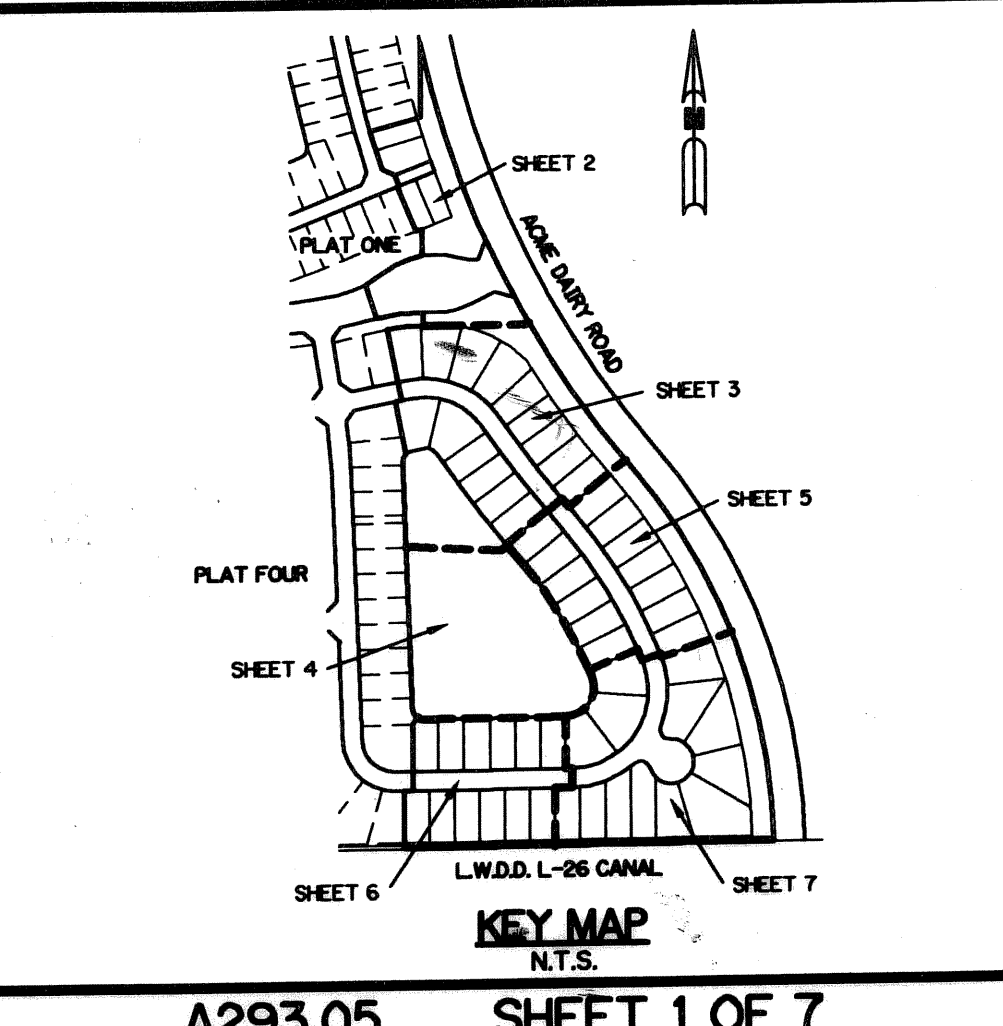 SHEET 2
PLAT ONE
ACME DAIRY ROAD
SHEET 3
SHEET 5
PLAT FOUR
SHEET 4
L.W.D.D. L-26 CANAL
SHEET 6
SHEET 7
KEY MAP
N.T.S.
A293.05 SHEET 1 OF 7